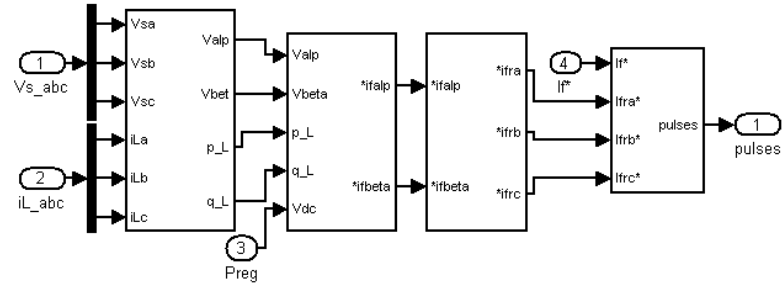 1
Vs_abc
2
iL_abc
Vsa
Vsb
Vsc
iLa
iLb
iLc
Valp
Vbet
p_L
q_L
3
Preg
Valp
Vbeta
p_L
q_L
Vdc
*ifalp
*ifbeta
*ifalp
*ifbeta
*ifra
*ifrb
*ifrc
4
If*
If*
Ifra*
Ifrb*
Ifrc*
pulses
1
pulses